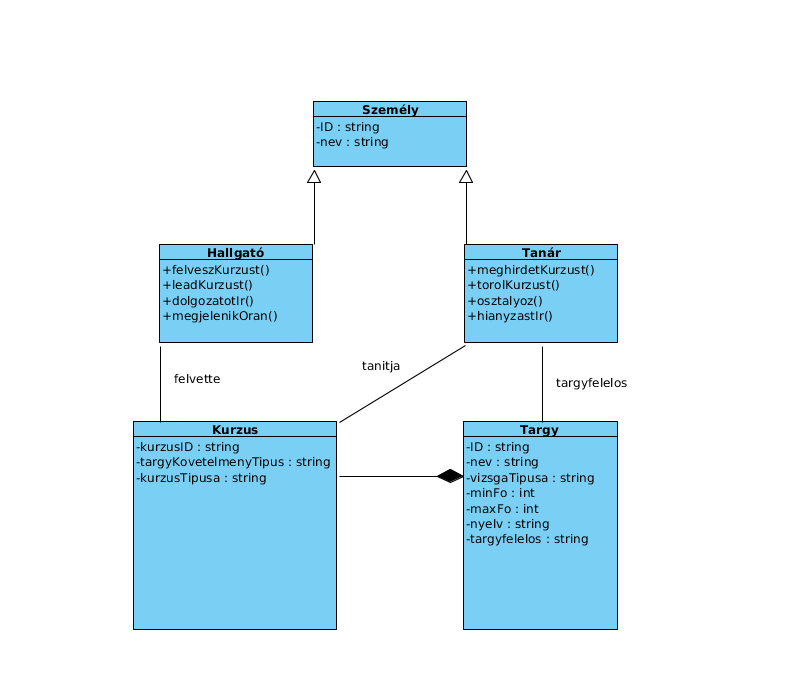 Személy
-ID : string
-nev : string
Hallgató
+felveszKurzust()
+leadKurzust()
+dolgozatotIr()
+megjelenikOran()
Tanár
+meghirdetKurzust()
+torolKurzust()
+osztalyoz()
+hianyzastIr()
felvette
tanitja
targyfelelos
Kurzus
-kurzusID : string
-targyKovetelmenyTipus : string
-kurzusTipusa : string
Targy
-ID : string
-nev : string
-vizsgaTipusa : string
-minFo : int
-maxFo : int
-nyelv : string
-targyfelelos : string